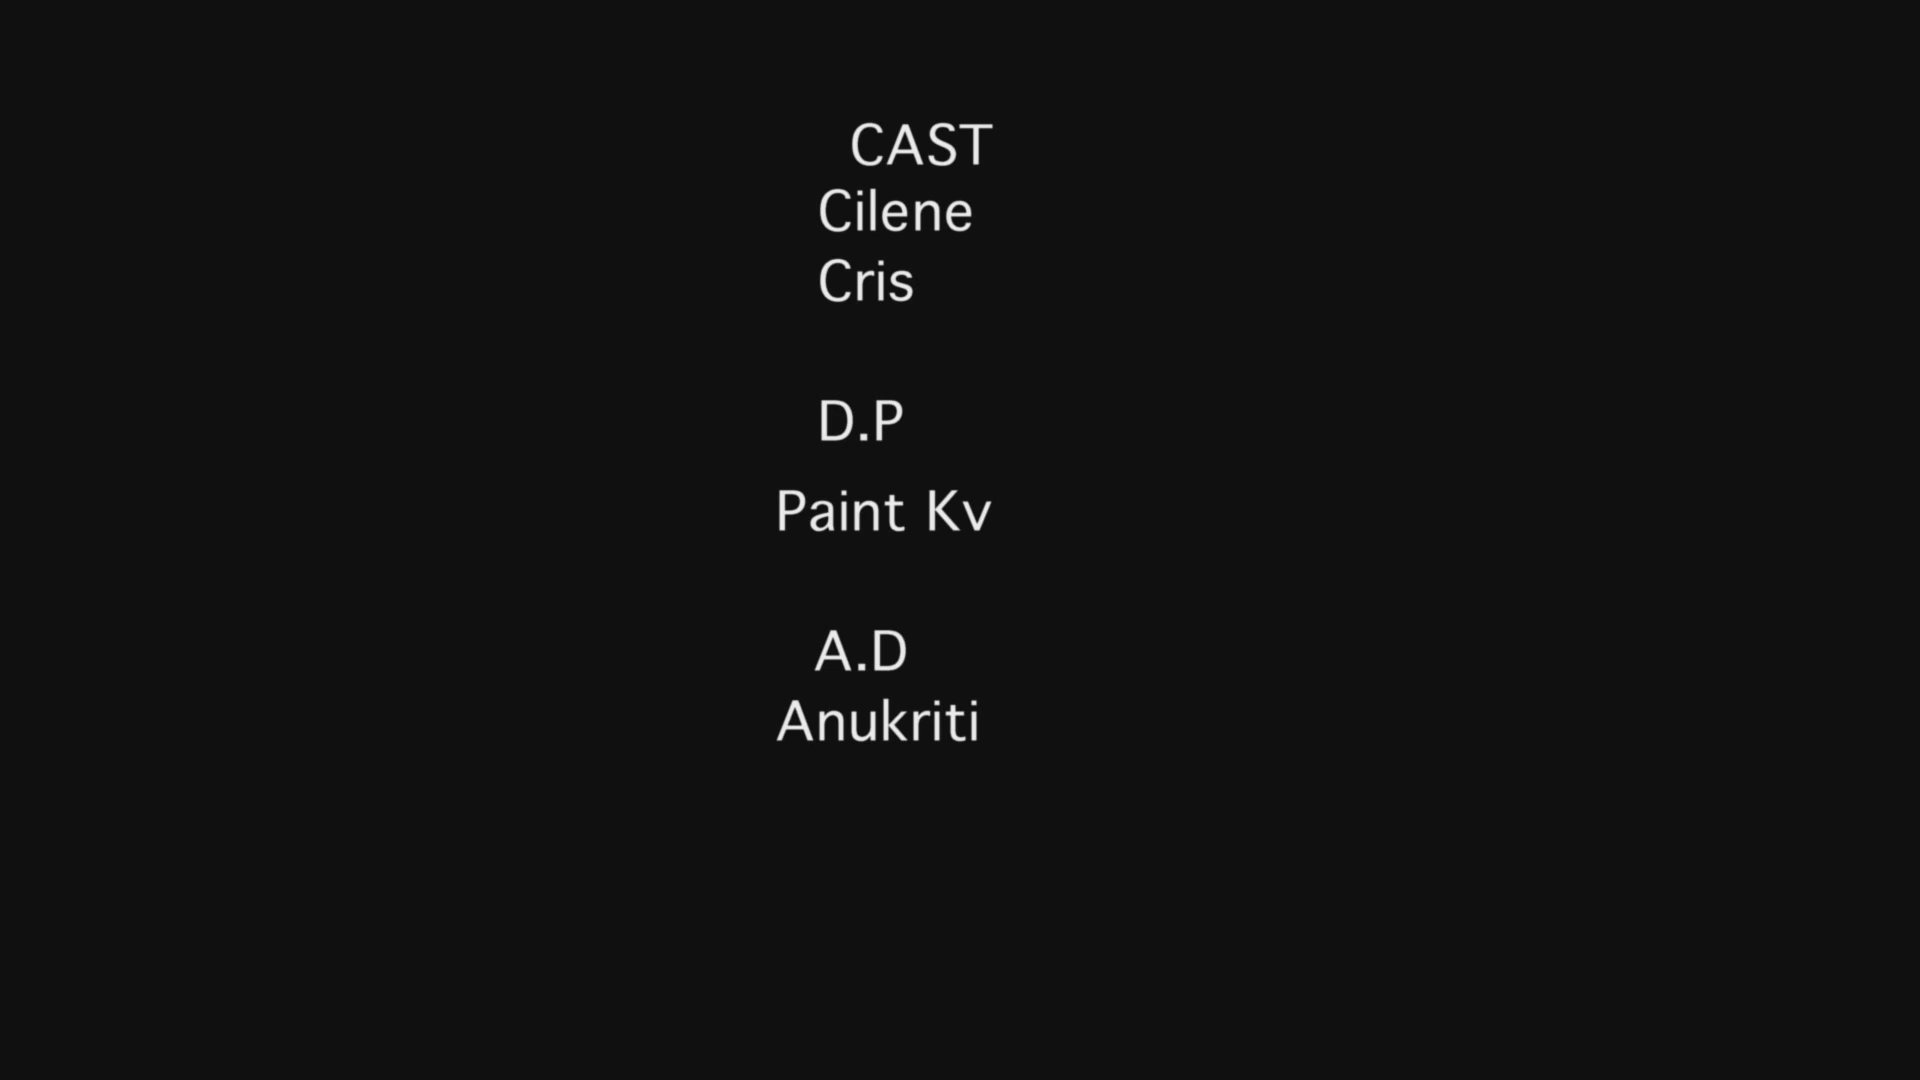 CAST
Cilene
Cris
D.P
Paint Kv
A.D
Anukriti